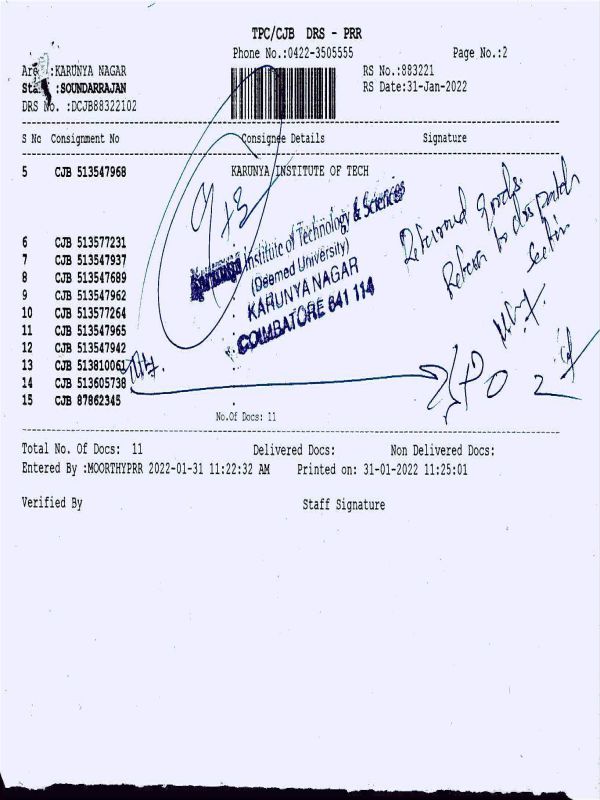 TPC/CJB DRS - PRR
Phone No.:0422-3505555 Page No.:2
:KARUNYA NAGAR RS No.:883221
:SOUNDARRAJAN RS Date:31-Jan-2022
DRS No. :DCJB88322102
S No Consignment No Consignee Details Signature
5 CJB 513547968 KARUNYA INSTITUTE OF TECH
Institute of Technology & Sciences
(Deemed University)
KARUNYA NAGAR
COIMBATORE 641 114
Returned goods.
Return to dispatch
Section
6 CJB 513577231
7 CJB 513547937
8 CJB 513547689
9 CJB 513547962
10 CJB 513577264
11 CJB 513547965
12 CJB 513547942
13 CJB 513810062
14 CJB 513605738
15 CJB 87862345
No.Of Docs: 11
Total No. Of Docs: 11 Delivered Docs: Non Delivered Docs:
Entered By :MOORTHYPRR 2022-01-31 11:22:32 AM Printed on: 31-01-2022 11:25:01
Verified By Staff Signature